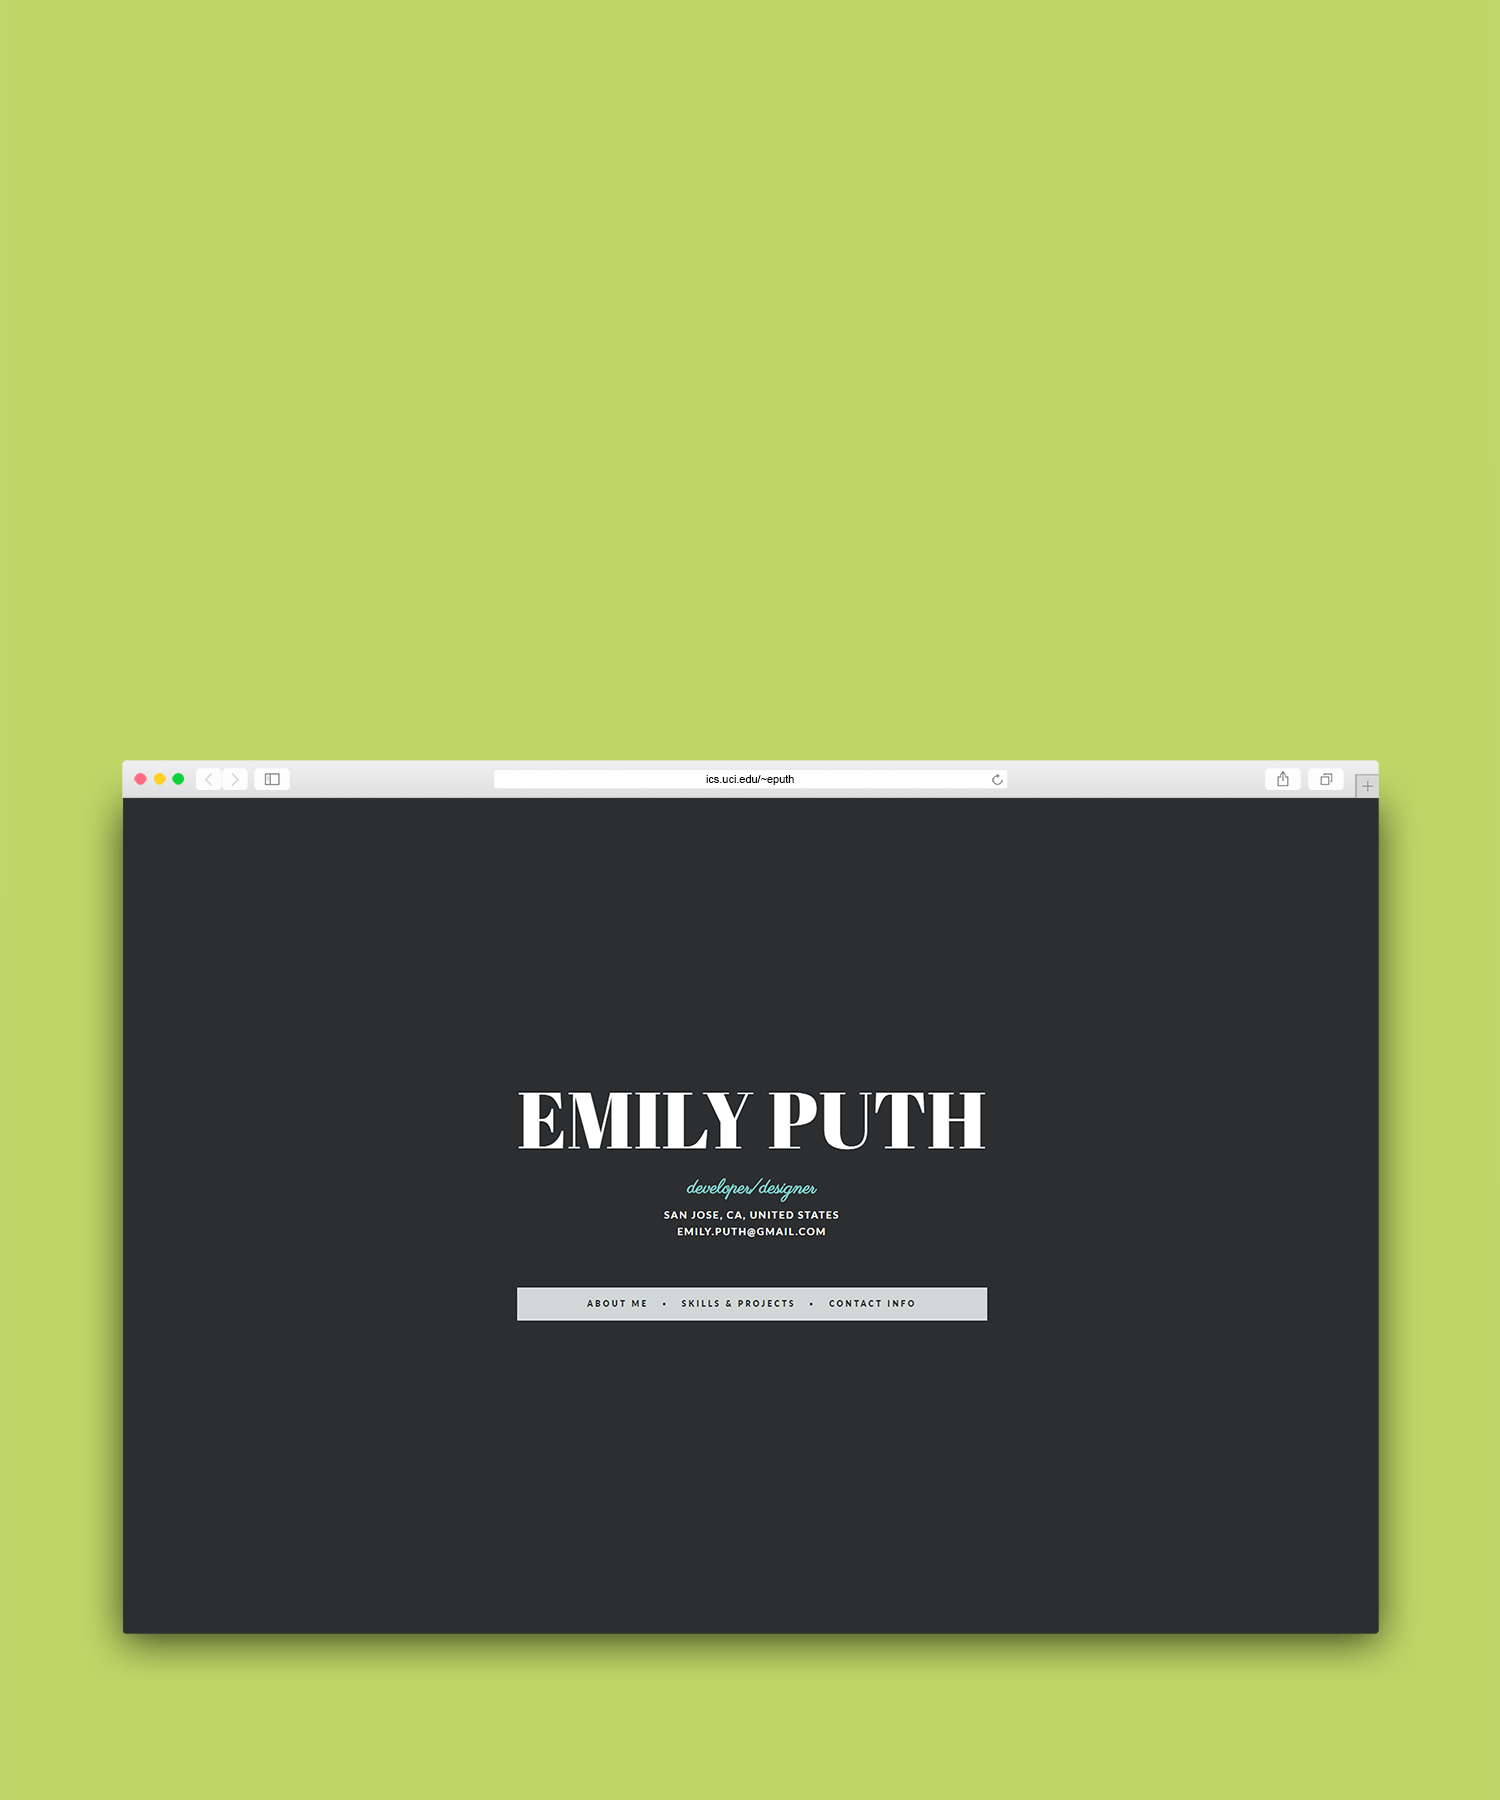 ics.uci.edu/~eputh
EMILY PUTH
developer/designer
SAN JOSE, CA, UNITED STATES
EMILY.PUTH@GMAIL.COM
ABOUT ME • SKILLS & PROJECTS • CONTACT INFO